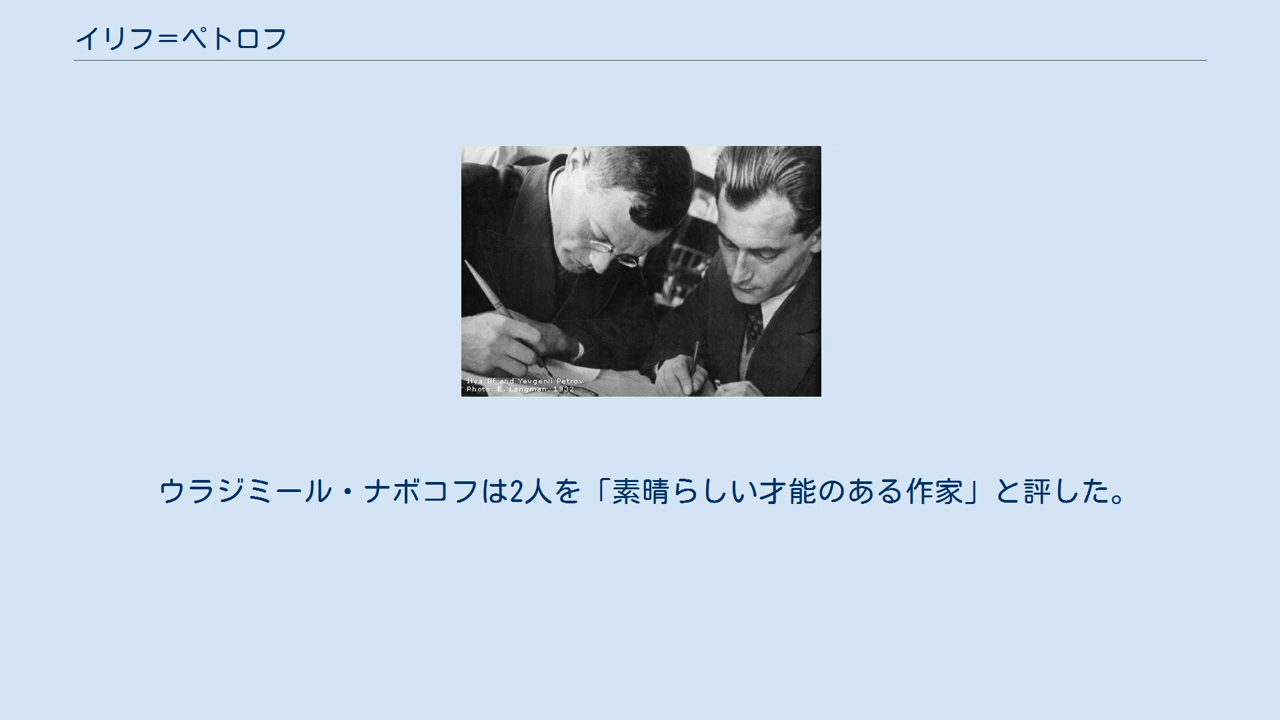 イリフ＝ペトロフ
Ilya Ilf and Yevgenii Petrov
Photo: E. Langman, 1932
ウラジミール・ナボコフは2人を「素晴らしい才能のある作家」と評した。